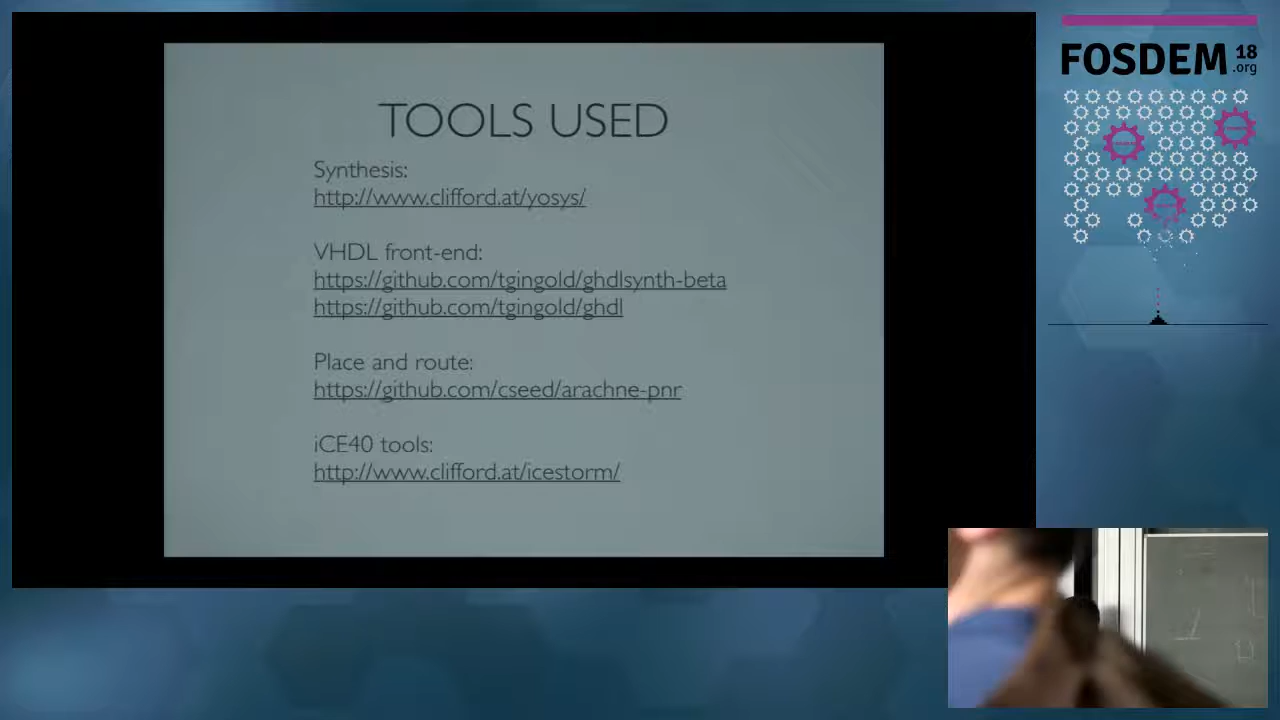 TOOLS USED
Synthesis:
http://www.clifford.at/yosys/
VHDL front-end:
https://github.com/tgingold/ghdlsynth-beta
https://github.com/tgingold/ghdl
Place and route:
https://github.com/cseed/arachne-pnr
iCE40 tools:
http://www.clifford.at/icestorm/
FOSDEM 18
.org